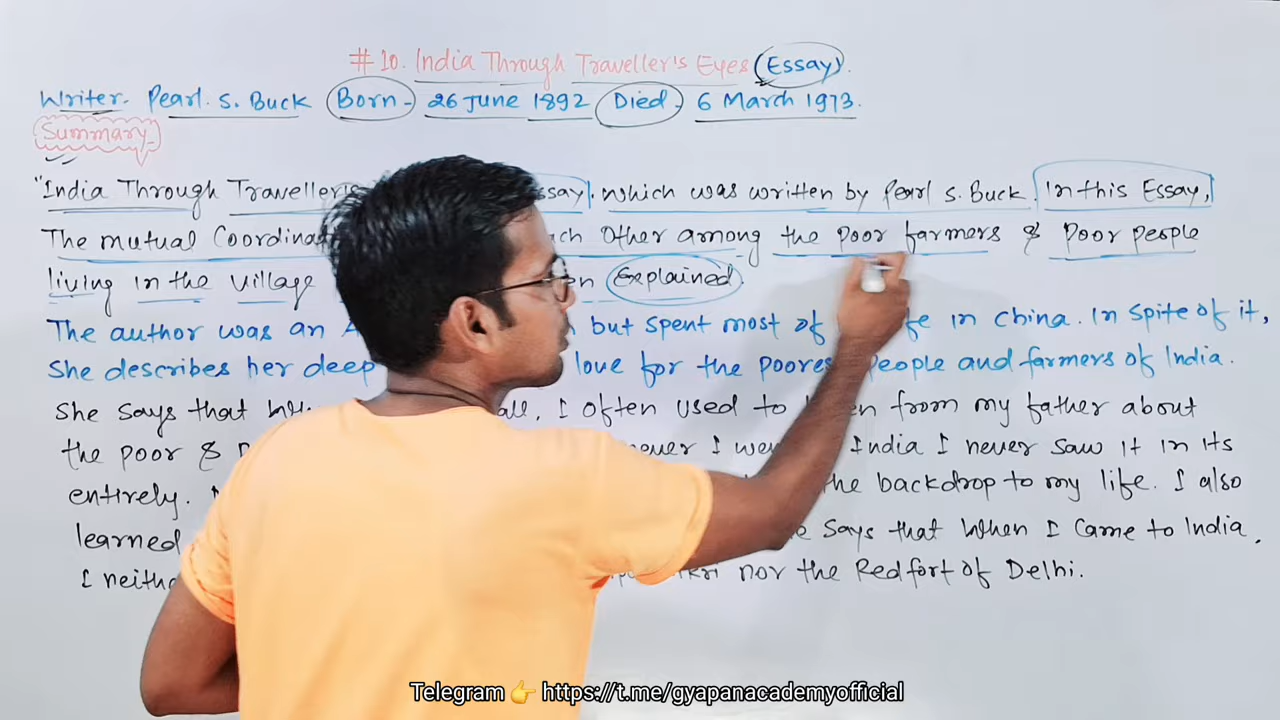 # 10. India Through Traveller's Eyes (Essay).
Writer. Pearl. S. Buck Born - 26 June 1892 Died - 6 March 1973.
Summary.
"India Through Traveller's Essay, which was written by Pearl S. Buck. In this Essay,
The mutual Other among the poor farmers & Poor people
living in the village Explained.
The author was an but spent most of in China. In spite of it,
She describes her deep love for the people and farmers of India.
She says that I often used to from my father about
the poor & India I never saw it in its
entirely. the backdrop to my life. I also
learned says that When I came to India,
I nor the Redfort of Delhi.
Telegram 👉 https://t.me/gyapanacademyofficial